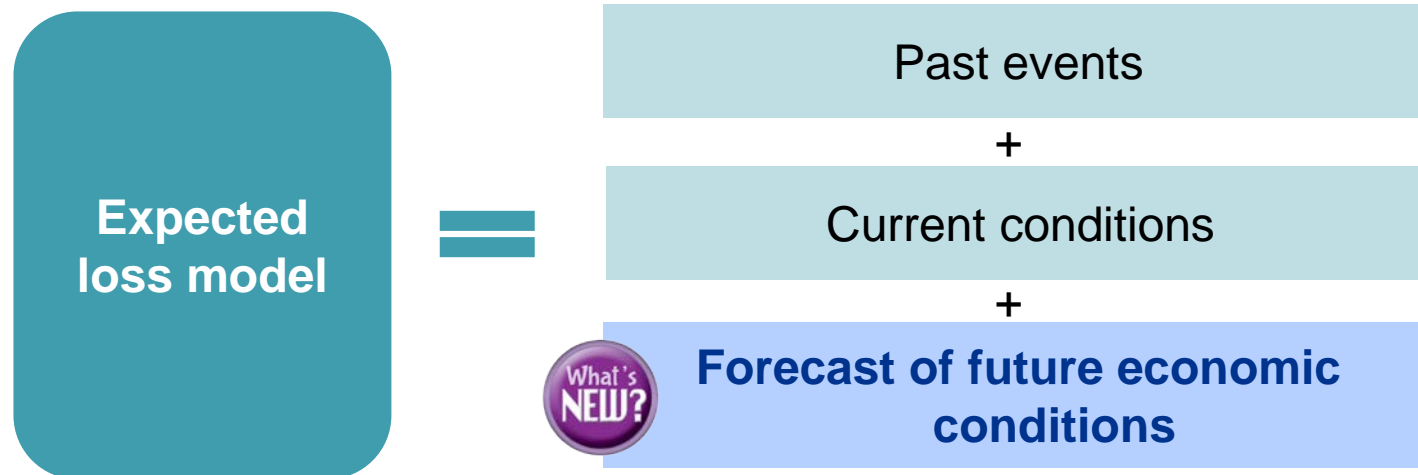 Expected
loss model
Past events
+
Current conditions
+
What's
NEW?
Forecast of future economic
conditions